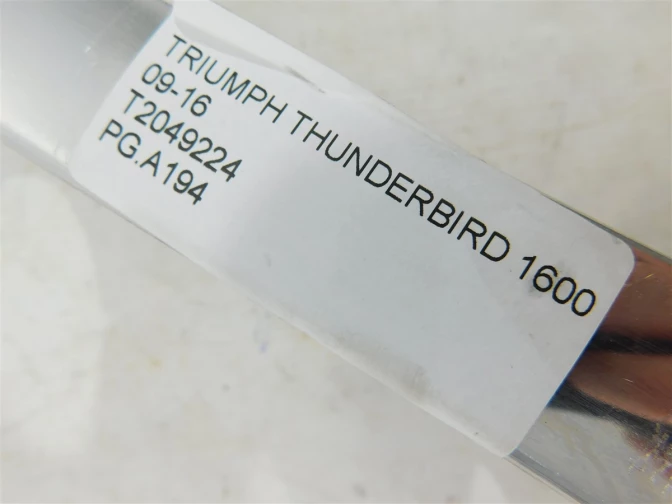 TRIUMPH THUNDERBIRD 1600
09-16
T2049224
PG.A194